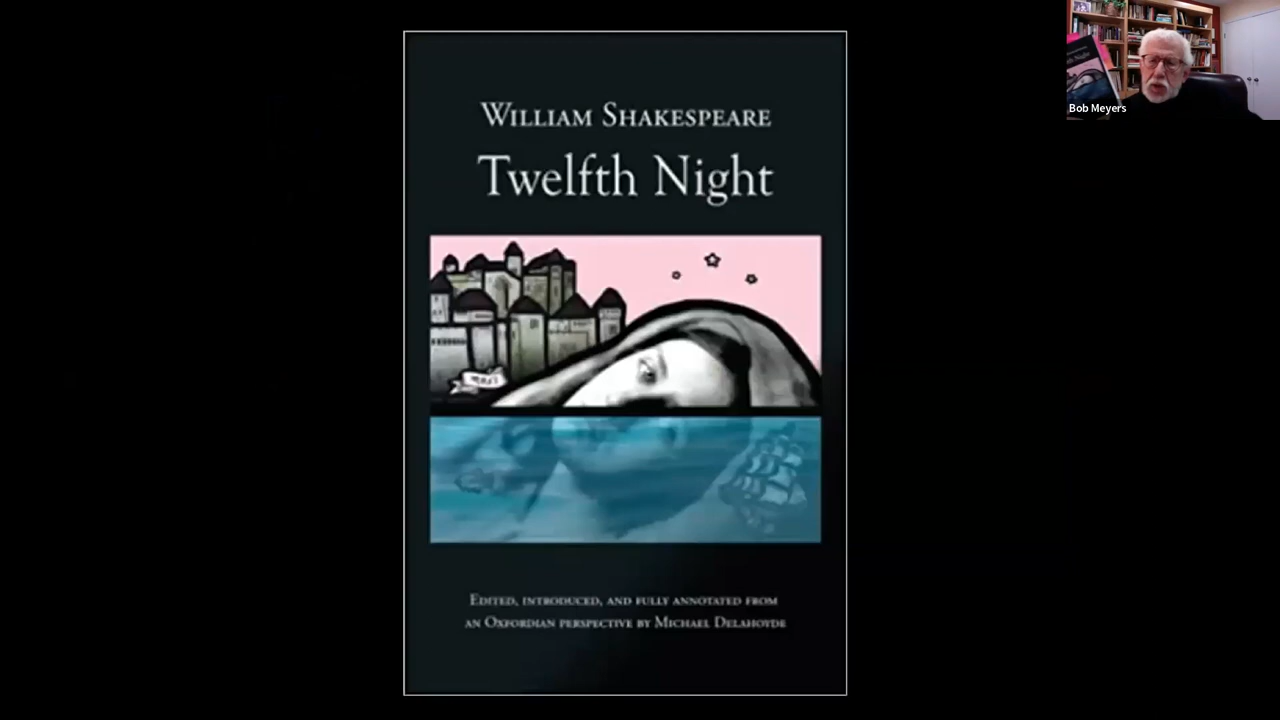 WILLIAM SHAKESPEARE
Twelfth Night
EDITED, INTRODUCED, AND FULLY ANNOTATED FROM
AN OXFORDIAN PERSPECTIVE BY MICHAEL DELAHOYDE
Bob Meyers